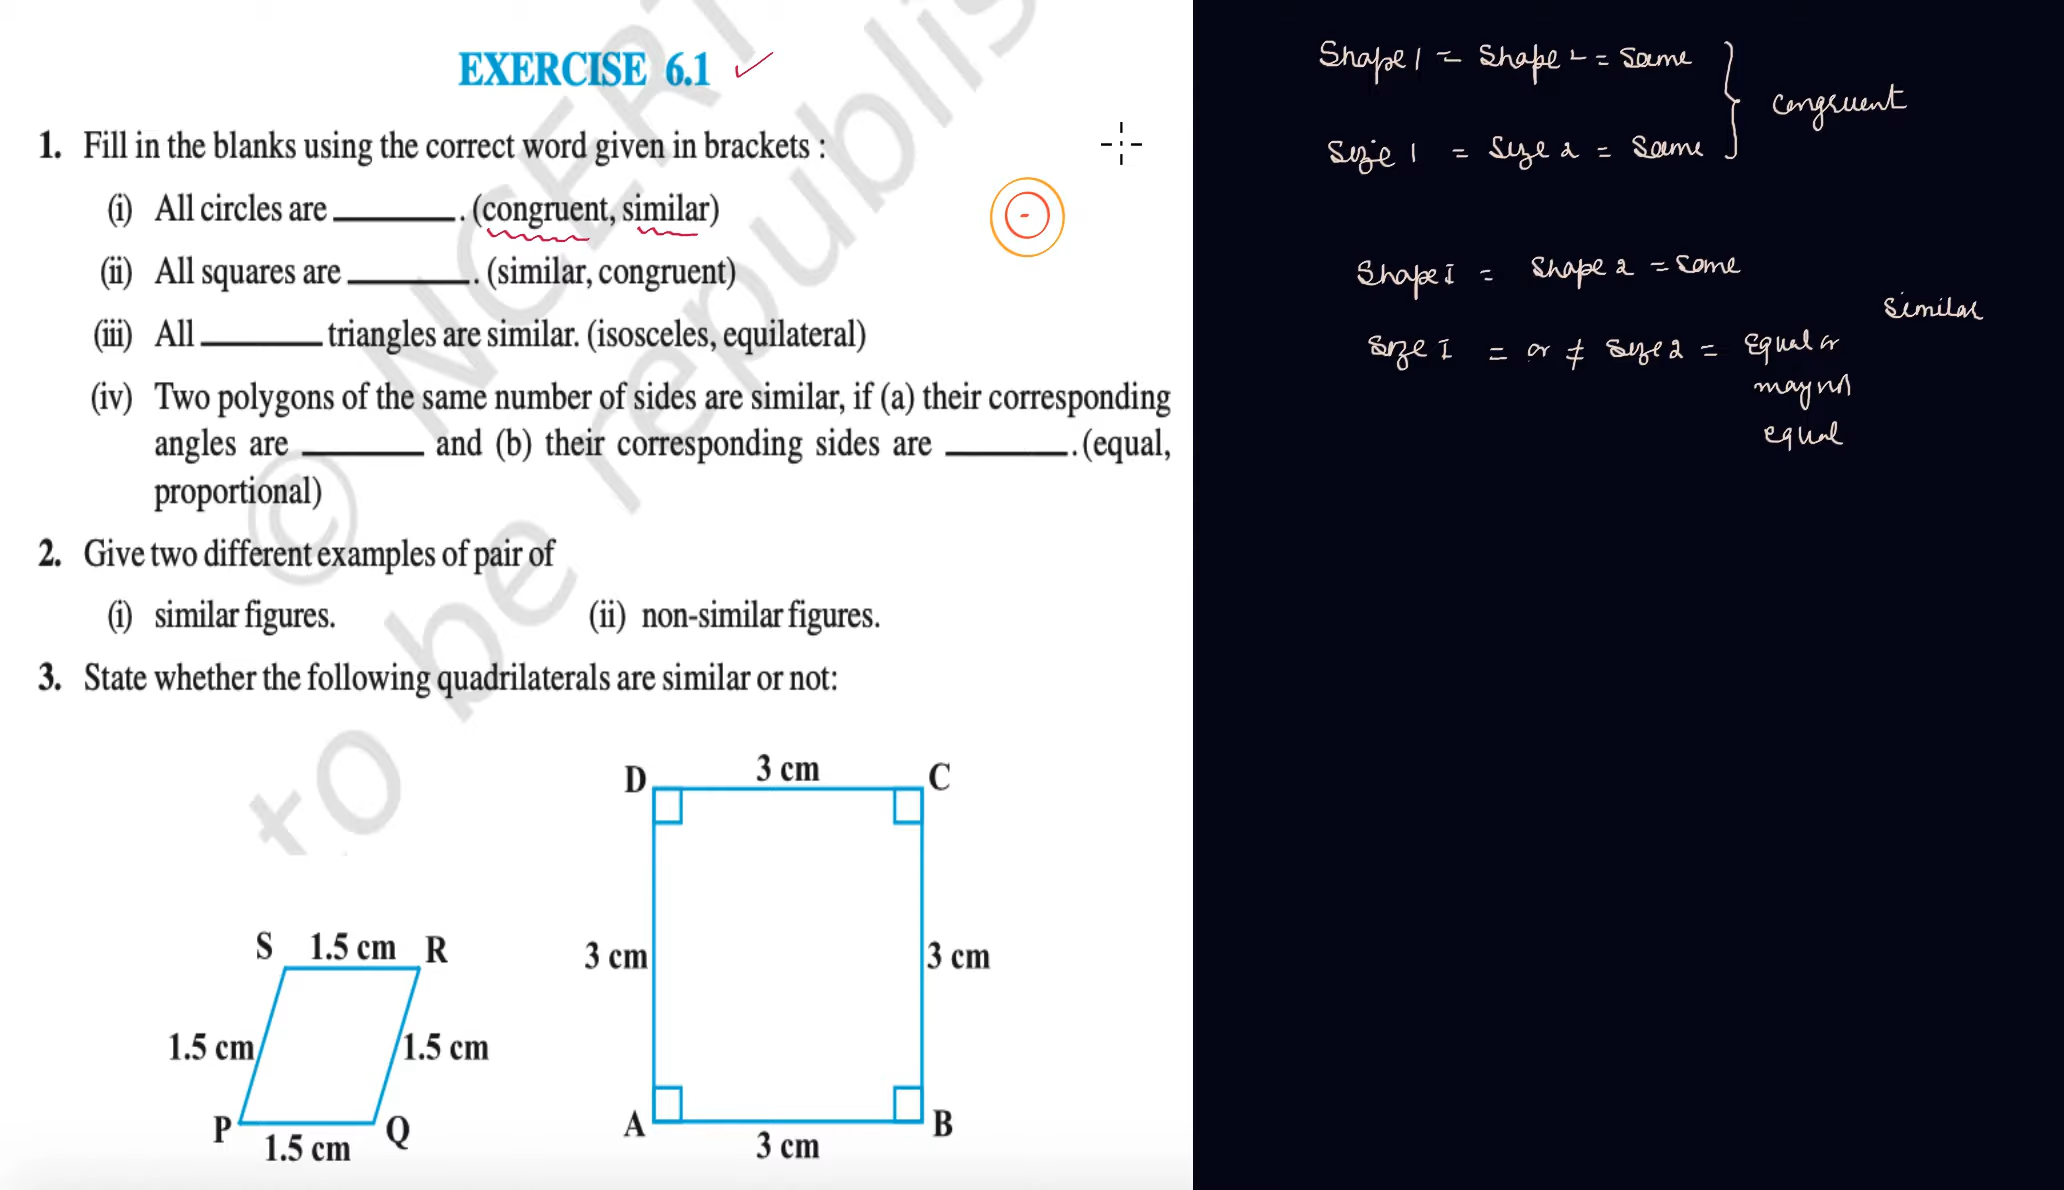 EXERCISE 6.1
1. Fill in the blanks using the correct word given in brackets :
(i) All circles are ________. (congruent, similar)
(ii) All squares are ________. (similar, congruent)
(iii) All ________ triangles are similar. (isosceles, equilateral)
(iv) Two polygons of the same number of sides are similar, if (a) their corresponding
angles are ________ and (b) their corresponding sides are ________. (equal,
proportional)
2. Give two different examples of pair of
(i) similar figures. (ii) non-similar figures.
3. State whether the following quadrilaterals are similar or not:
S 1.5 cm R
1.5 cm 1.5 cm
P 1.5 cm Q
D 3 cm C
3 cm 3 cm
A 3 cm B
© NCERT
to be republis
Shape 1 = Shape 2 = Same
Size 1 = Size 2 = Same
Congruent
Shape I = Shape 2 = Same
Similar
Size I = or ≠ Size 2 = Equal or
may not
equal